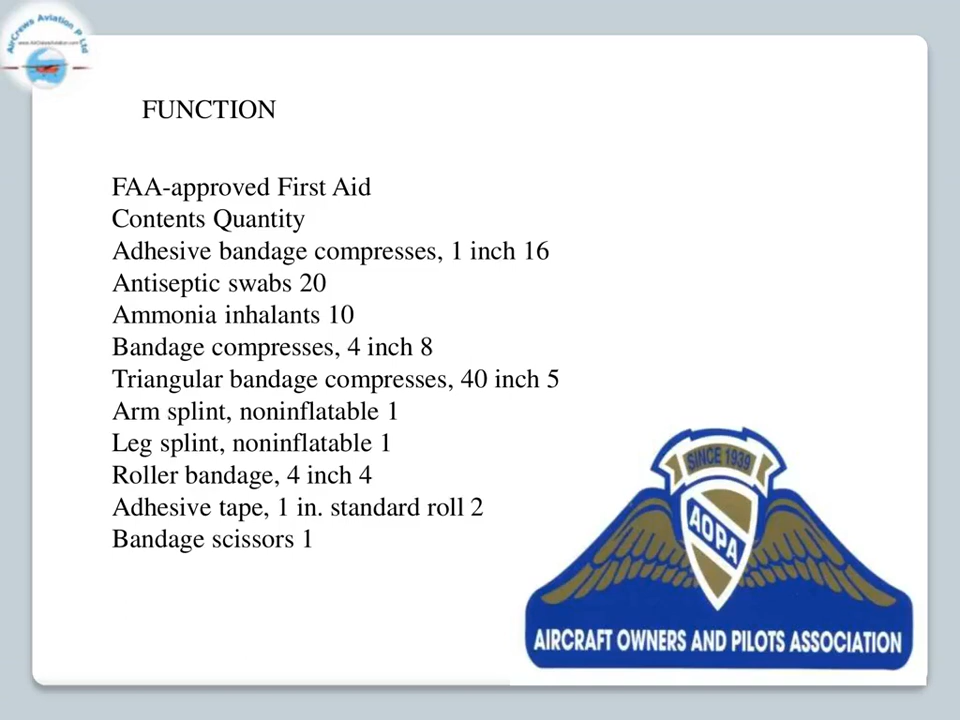 AirCrews Aviation P Ltd
www.AirCrewsAviation.com
FUNCTION
FAA-approved First Aid
Contents Quantity
Adhesive bandage compresses, 1 inch 16
Antiseptic swabs 20
Ammonia inhalants 10
Bandage compresses, 4 inch 8
Triangular bandage compresses, 40 inch 5
Arm splint, noninflatable 1
Leg splint, noninflatable 1
Roller bandage, 4 inch 4
Adhesive tape, 1 in. standard roll 2
Bandage scissors 1
SINCE 1939
AOPA
AIRCRAFT OWNERS AND PILOTS ASSOCIATION